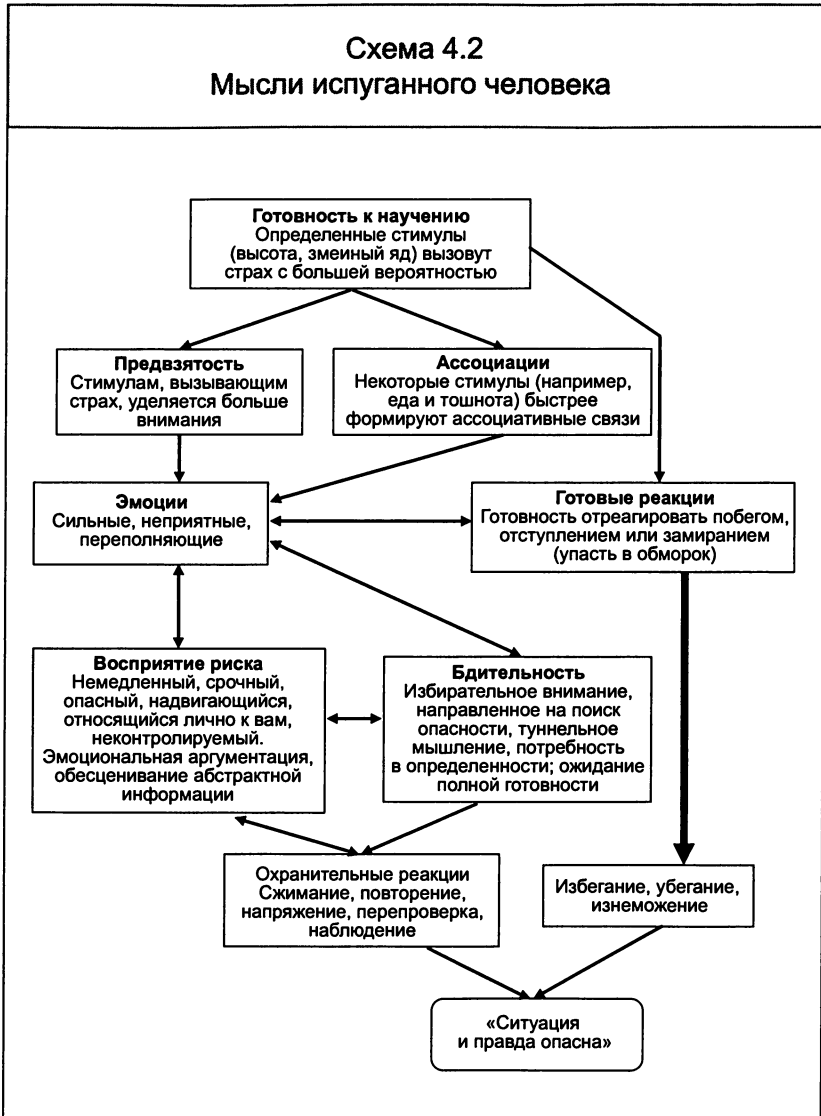 Схема 4.2
Мысли испуганного человека
Готовность к научению
Определенные стимулы
(высота, змеиный яд) вызовут
страх с большей вероятностью
Предвзятость
Стимулам, вызывающим
страх, уделяется больше
внимания
Ассоциации
Некоторые стимулы (например,
еда и тошнота) быстрее
формируют ассоциативные связи
Эмоции
Сильные, неприятные,
переполняющие
Готовые реакции
Готовность отреагировать побегом,
отступлением или замиранием
(упасть в обморок)
Восприятие риска
Немедленный, срочный,
опасный, надвигающийся,
относящийся лично к вам,
неконтролируемый.
Эмоциональная аргументация,
обесценивание абстрактной
информации
Бдительность
Избирательное внимание,
направленное на поиск
опасности, туннельное
мышление, потребность
в определенности; ожидание
полной готовности
Охранительные реакции
Сжимание, повторение,
напряжение, перепроверка,
наблюдение
Избегание, убегание,
изнеможение
«Ситуация
и правда опасна»